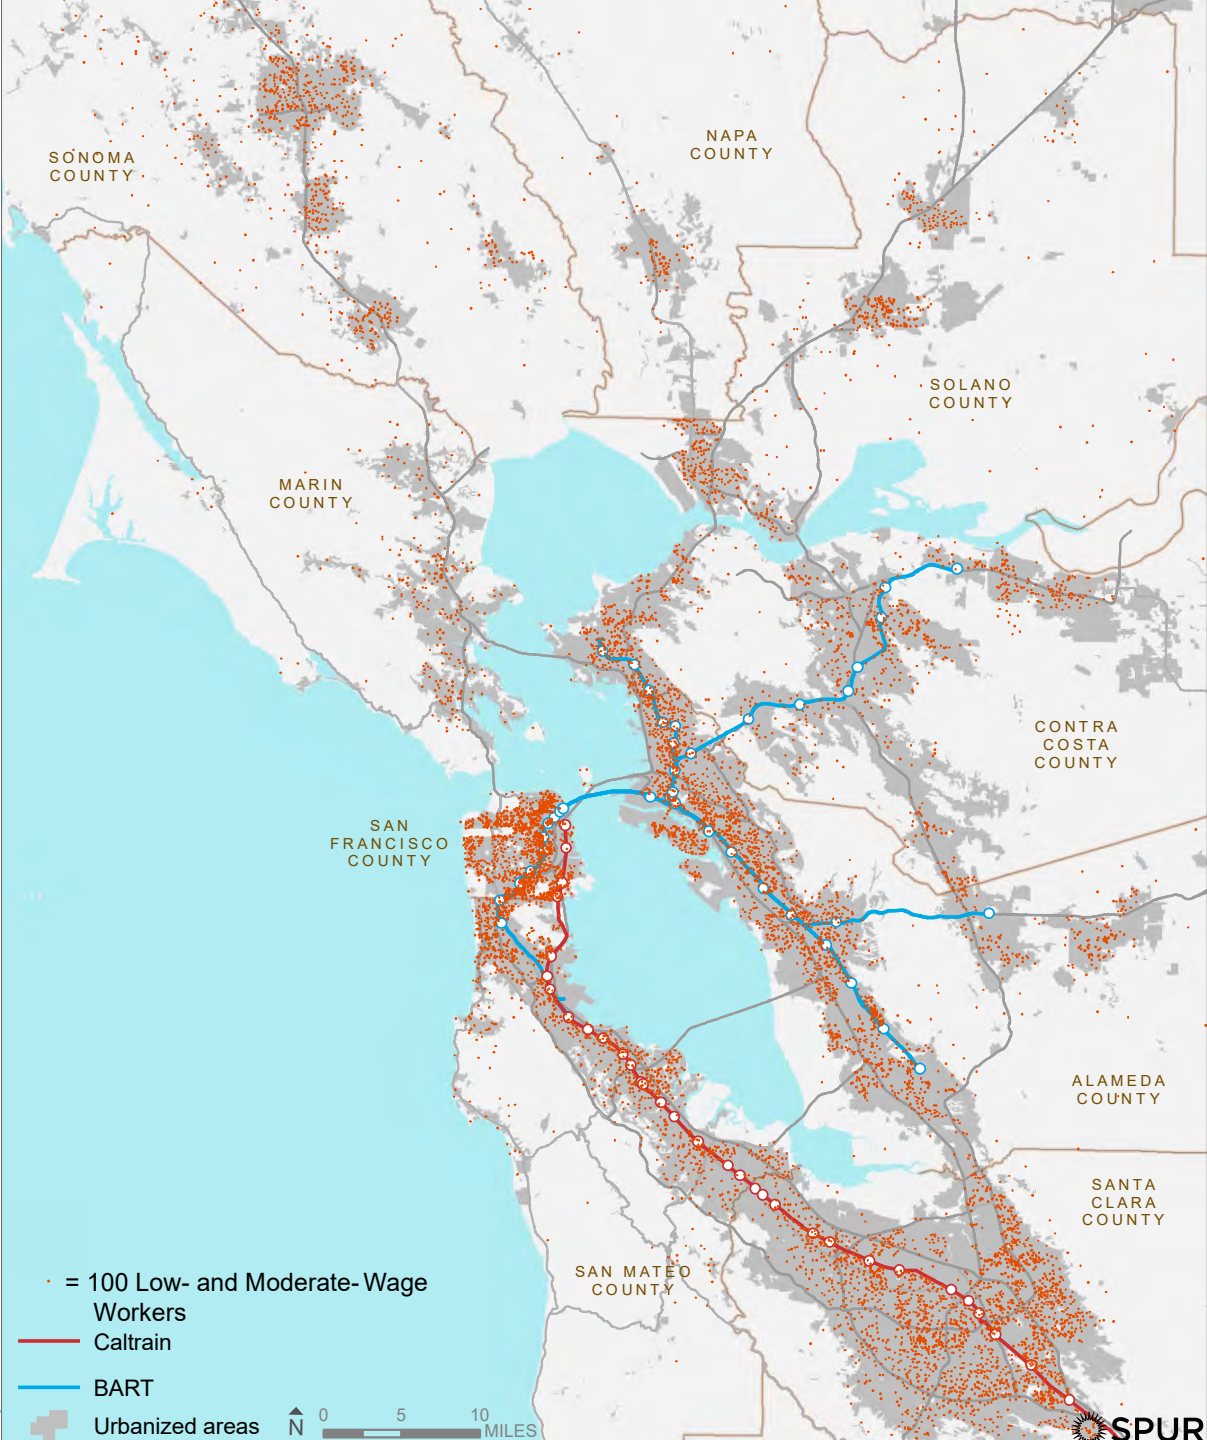 NAPA
COUNTY
SONOMA
COUNTY
SOLANO
COUNTY
MARIN
COUNTY
CONTRA
COSTA
COUNTY
SAN
FRANCISCO
COUNTY
ALAMEDA
COUNTY
SANTA
CLARA
COUNTY
SAN MATEO
COUNTY
= 100 Low- and Moderate-Wage
Workers
Caltrain
BART
Urbanized areas
N
0 5 10
MILES
SPUR